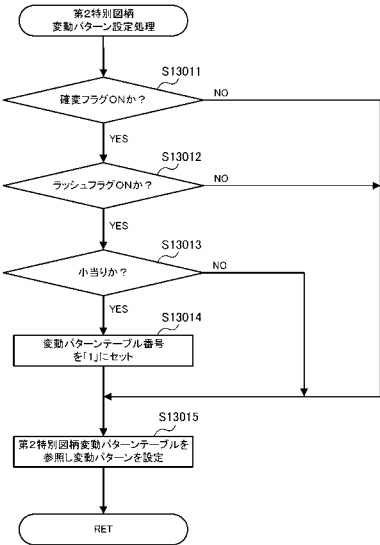 第2特別図柄
変動パターン設定処理
S13011
確変フラグONか？
NO
YES
S13012
ラッシュフラグONか？
NO
YES
S13013
小当りか？
NO
YES
S13014
変動パターンテーブル番号
を「1」にセット
S13015
第2特別図柄変動パターンテーブルを
参照し変動パターンを設定
RET